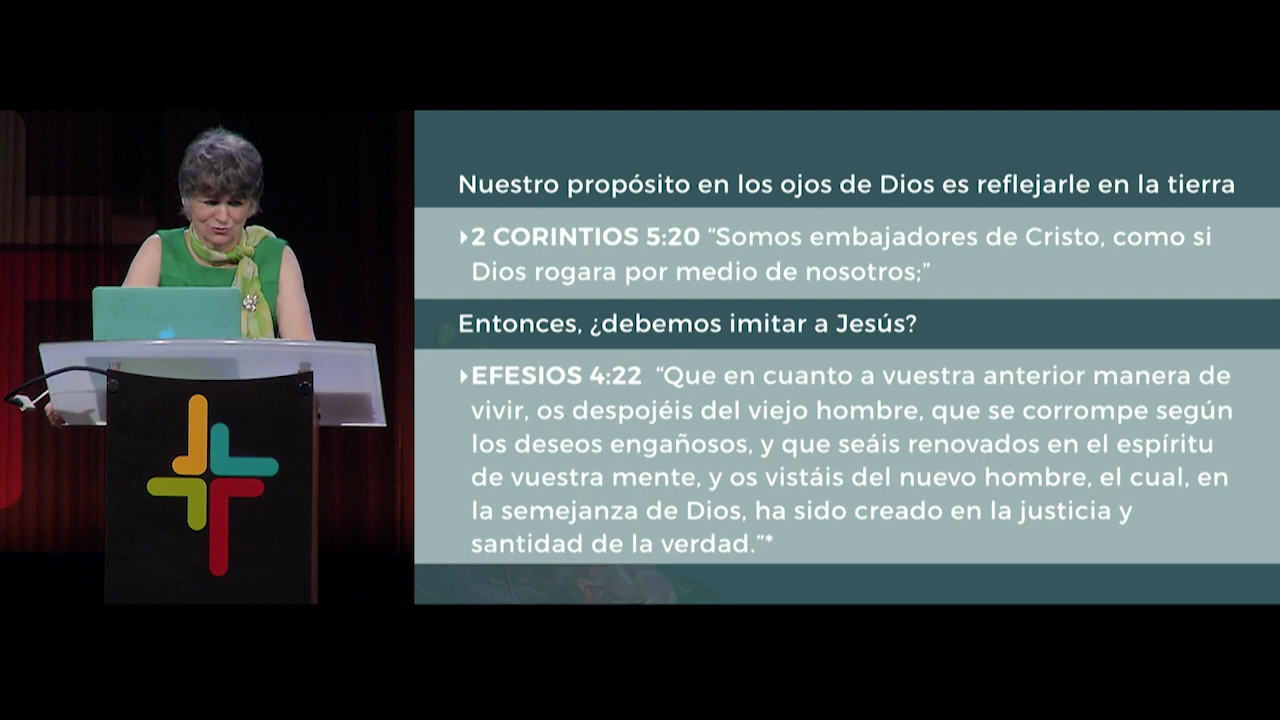 Nuestro propósito en los ojos de Dios es reflejarle en la tierra
2 CORINTIOS 5:20 “Somos embajadores de Cristo, como si
Dios rogara por medio de nosotros;”
Entonces, ¿debemos imitar a Jesús?
EFESIOS 4:22 “Que en cuanto a vuestra anterior manera de
vivir, os despojéis del viejo hombre, que se corrompe según
los deseos engañosos, y que seáis renovados en el espíritu
de vuestra mente, y os vistáis del nuevo hombre, el cual, en
la semejanza de Dios, ha sido creado en la justicia y
santidad de la verdad.”*